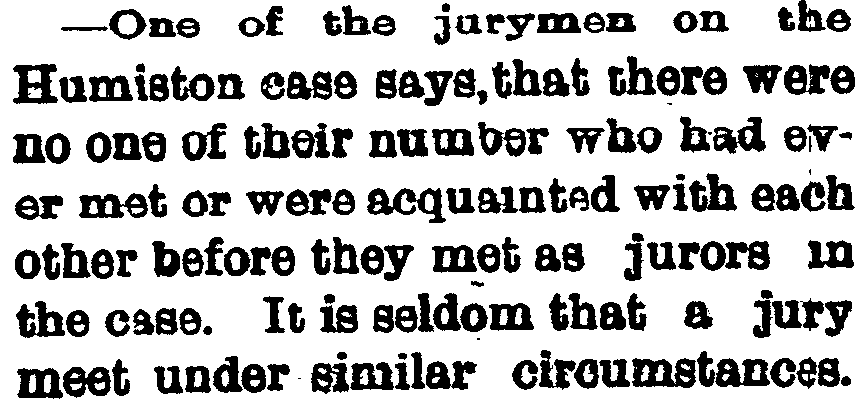 —One of the jurymen on the
Humiston case says, that there were
no one of their number who had ev-
er met or were acquainted with each
other before they met as jurors in
the case. It is seldom that a jury
meet under similar circumstances.